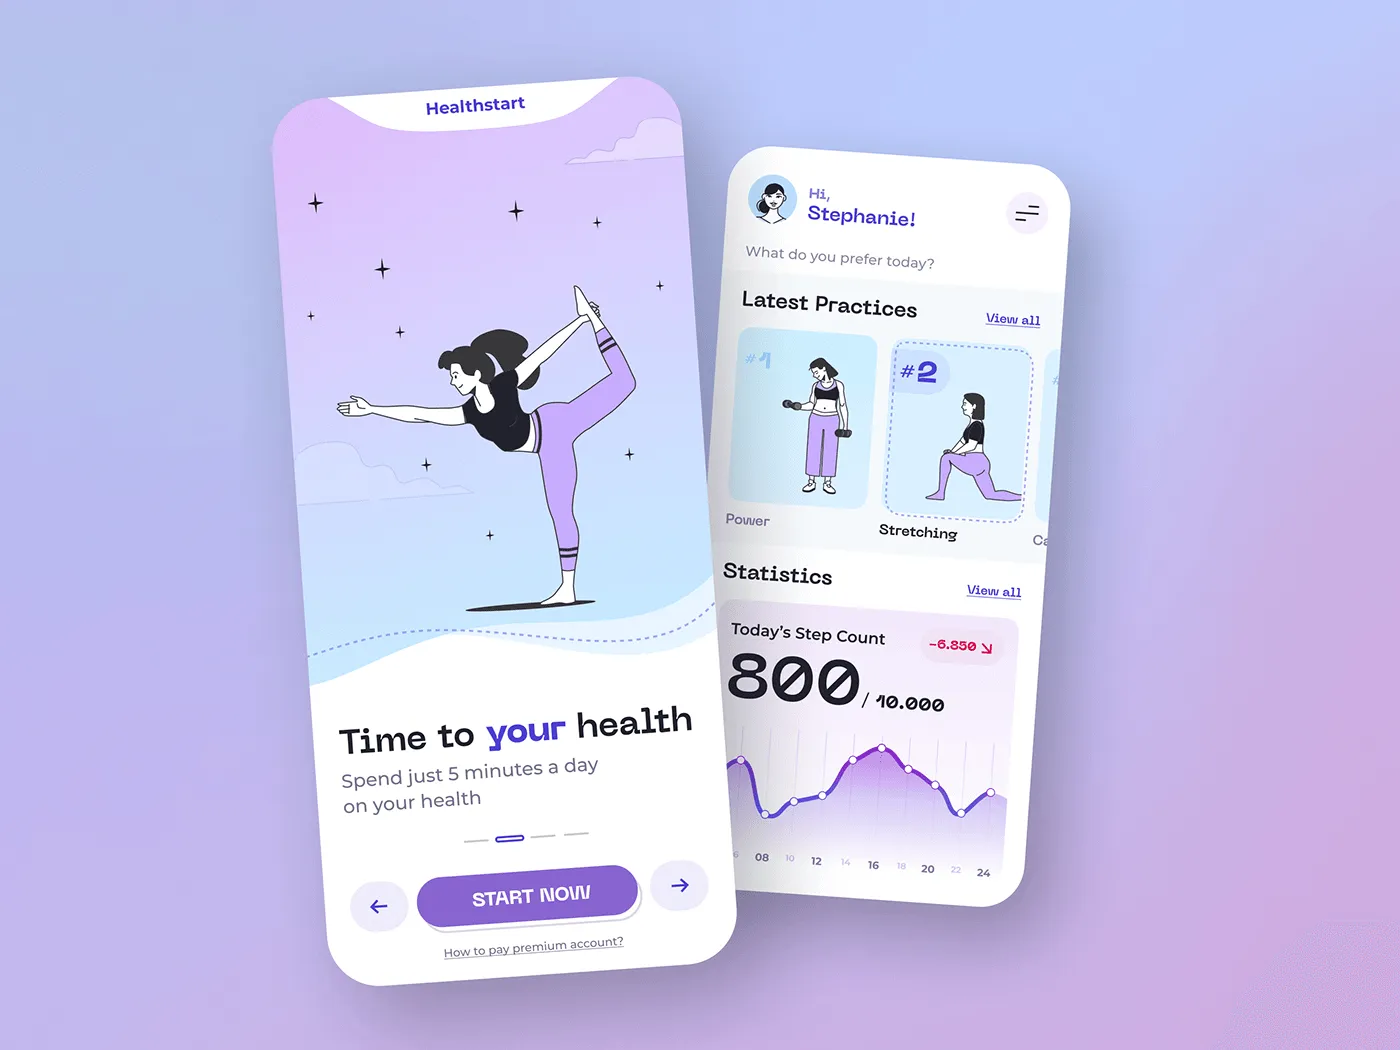 Healthstart
Time to your health
Spend just 5 minutes a day
on your health
START NOW
How to pay premium account?
Hi,
Stephanie!
What do you prefer today?
Latest Practices
View all
#1
#2
#
Power
Stretching
Ca
Statistics
View all
Today's Step Count
-6.850
800 / 10.000
6 08 10 12 14 16 18 20 22 24